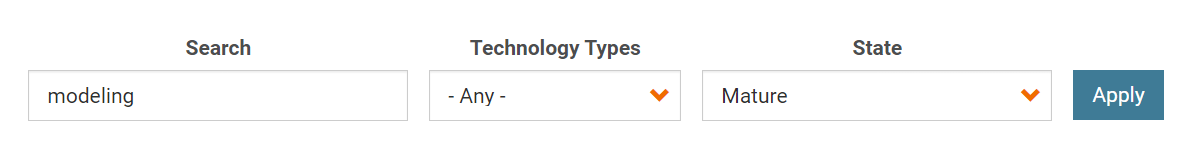 Search Technology Types State
modeling - Any - Mature Apply